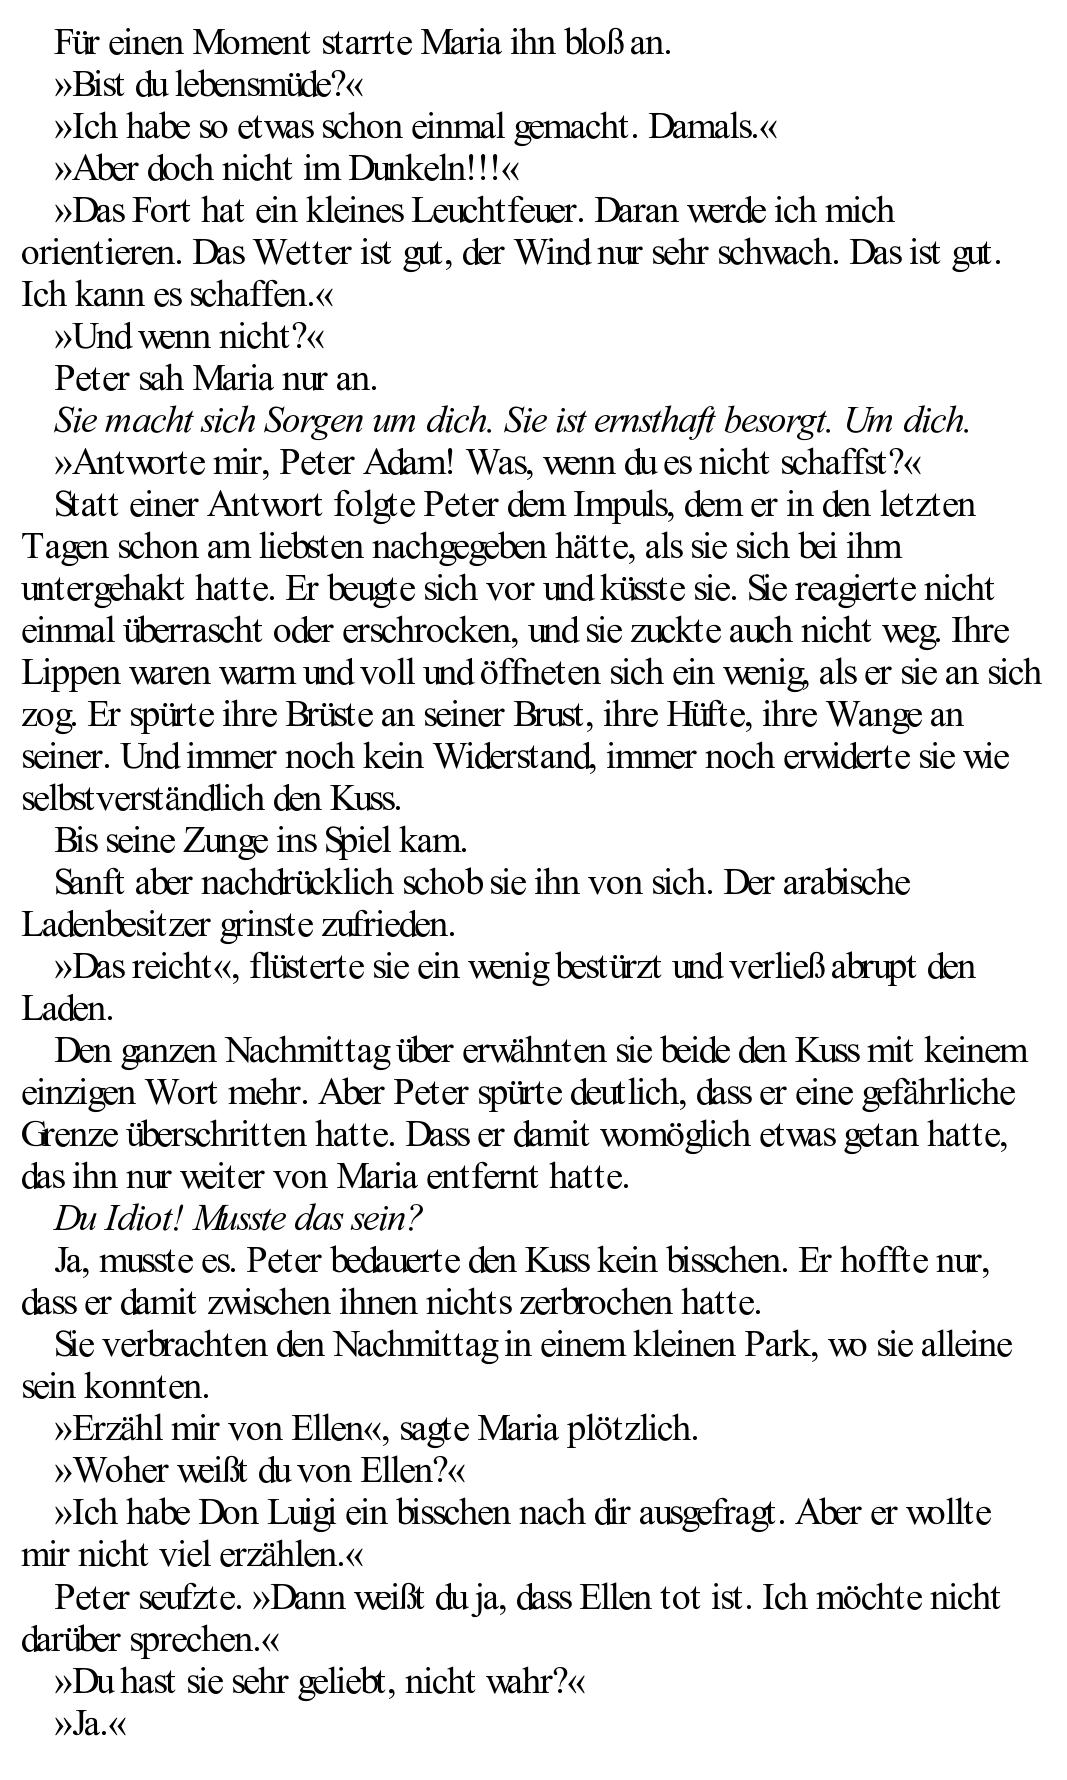 Für einen Moment starrte Maria ihn bloß an.
»Bist du lebensmüde?«
»Ich habe so etwas schon einmal gemacht. Damals.«
»Aber doch nicht im Dunkeln!!!«
»Das Fort hat ein kleines Leuchtfeuer. Daran werde ich mich
orientieren. Das Wetter ist gut, der Wind nur sehr schwach. Das ist gut.
Ich kann es schaffen.«
»Und wenn nicht?«
Peter sah Maria nur an.
Sie macht sich Sorgen um dich. Sie ist ernsthaft besorgt. Um dich.
»Antworte mir, Peter Adam! Was, wenn du es nicht schaffst?«
Statt einer Antwort folgte Peter dem Impuls, dem er in den letzten
Tagen schon am liebsten nachgegeben hätte, als sie sich bei ihm
untergehakt hatte. Er beugte sich vor und küsste sie. Sie reagierte nicht
einmal überrascht oder erschrocken, und sie zuckte auch nicht weg. Ihre
Lippen waren warm und voll und öffneten sich ein wenig, als er sie an sich
zog. Er spürte ihre Brüste an seiner Brust, ihre Hüfte, ihre Wange an
seiner. Und immer noch kein Widerstand, immer noch erwiderte sie wie
selbstverständlich den Kuss.
Bis seine Zunge ins Spiel kam.
Sanft aber nachdrücklich schob sie ihn von sich. Der arabische
Ladenbesitzer grinste zufrieden.
»Das reicht«, flüsterte sie ein wenig bestürzt und verließ abrupt den
Laden.
Den ganzen Nachmittag über erwähnten sie beide den Kuss mit keinem
einzigen Wort mehr. Aber Peter spürte deutlich, dass er eine gefährliche
Grenze überschritten hatte. Dass er damit womöglich etwas getan hatte,
das ihn nur weiter von Maria entfernt hatte.
Du Idiot! Musste das sein?
Ja, musste es. Peter bedauerte den Kuss kein bisschen. Er hoffte nur,
dass er damit zwischen ihnen nichts zerbrochen hatte.
Sie verbrachten den Nachmittag in einem kleinen Park, wo sie alleine
sein konnten.
»Erzähl mir von Ellen«, sagte Maria plötzlich.
»Woher weißt du von Ellen?«
»Ich habe Don Luigi ein bisschen nach dir ausgefragt. Aber er wollte
mir nicht viel erzählen.«
Peter seufzte. »Dann weißt du ja, dass Ellen tot ist. Ich möchte nicht
darüber sprechen.«
»Du hast sie sehr geliebt, nicht wahr?«
»Ja.«